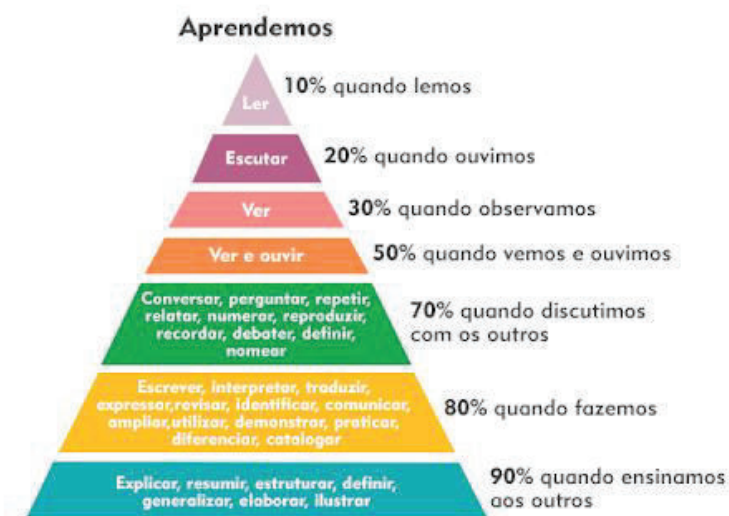 Aprendemos
Ler
10% quando lemos
Escutar
20% quando ouvimos
Ver
30% quando observamos
Ver e ouvir
50% quando vemos e ouvimos
Conversar, perguntar, repetir,
relatar, numerar, reproduzir,
recordar, debater, definir,
nomear
70% quando discutimos
com os outros
Escrever, interpretar, traduzir,
expressar,revisar, identificar, comunicar,
ampliar,utilizar, demonstrar, praticar,
diferenciar, catalogar
80% quando fazemos
Explicar, resumir, estruturar, definir,
generalizar, elaborar, ilustrar
90% quando ensinamos
aos outros